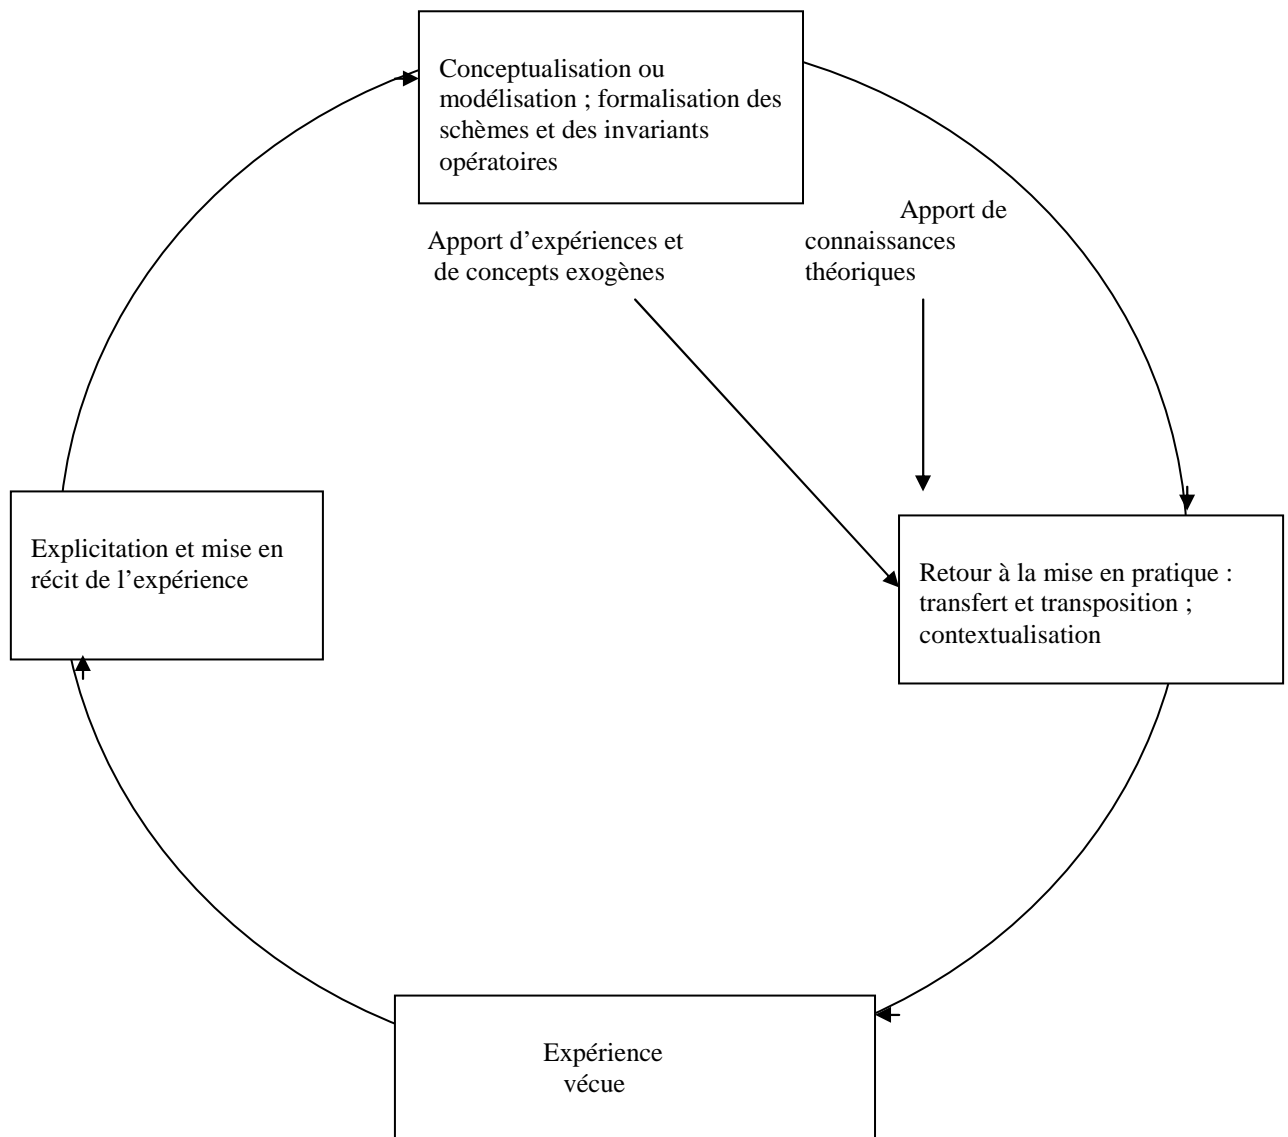 Conceptualisation ou
modélisation ; formalisation des
schèmes et des invariants
opératoires
Apport d’expériences et
de concepts exogènes
Apport de
connaissances
théoriques
Explicitation et mise en
récit de l’expérience
Retour à la mise en pratique :
transfert et transposition ;
contextualisation
Expérience
vécue